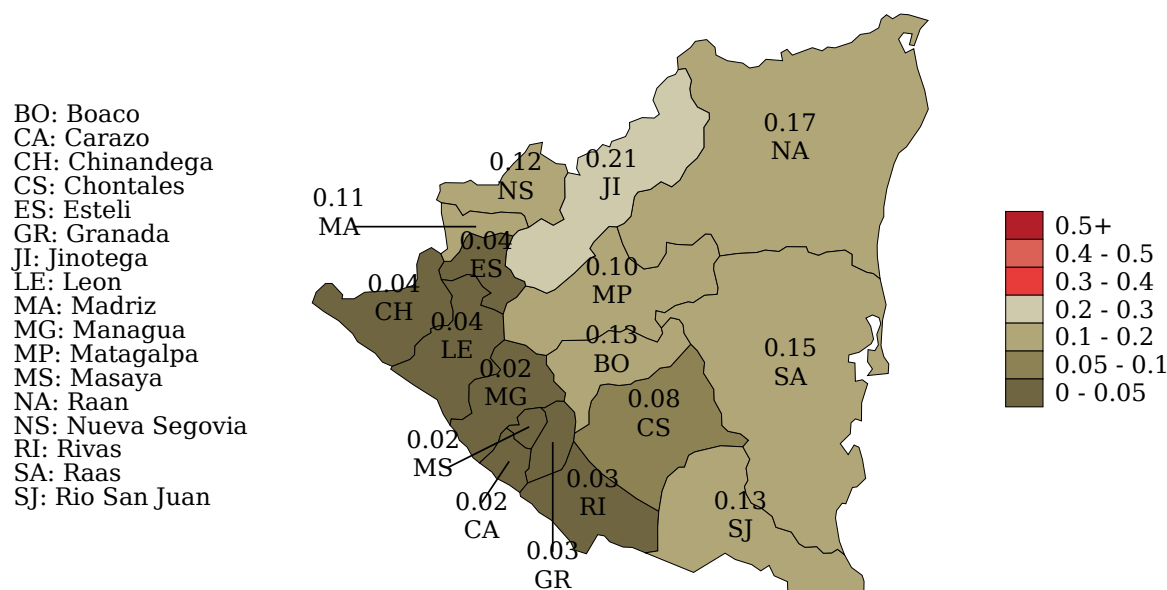 BO: Boaco
CA: Carazo
CH: Chinandega
CS: Chontales
ES: Esteli
GR: Granada
JI: Jinotega
LE: Leon
MA: Madriz
MG: Managua
MP: Matagalpa
MS: Masaya
NA: Raan
NS: Nueva Segovia
RI: Rivas
SA: Raas
SJ: Rio San Juan
0.17
NA
0.12
NS
0.21
JI
0.11
MA
0.04
ES
0.04
CH
0.10
MP
0.04
LE
0.13
BO
0.15
SA
0.02
MG
0.08
CS
0.02
MS
0.02
CA
0.03
RI
0.13
SJ
0.03
GR
0.5+
0.4 - 0.5
0.3 - 0.4
0.2 - 0.3
0.1 - 0.2
0.05 - 0.1
0 - 0.05